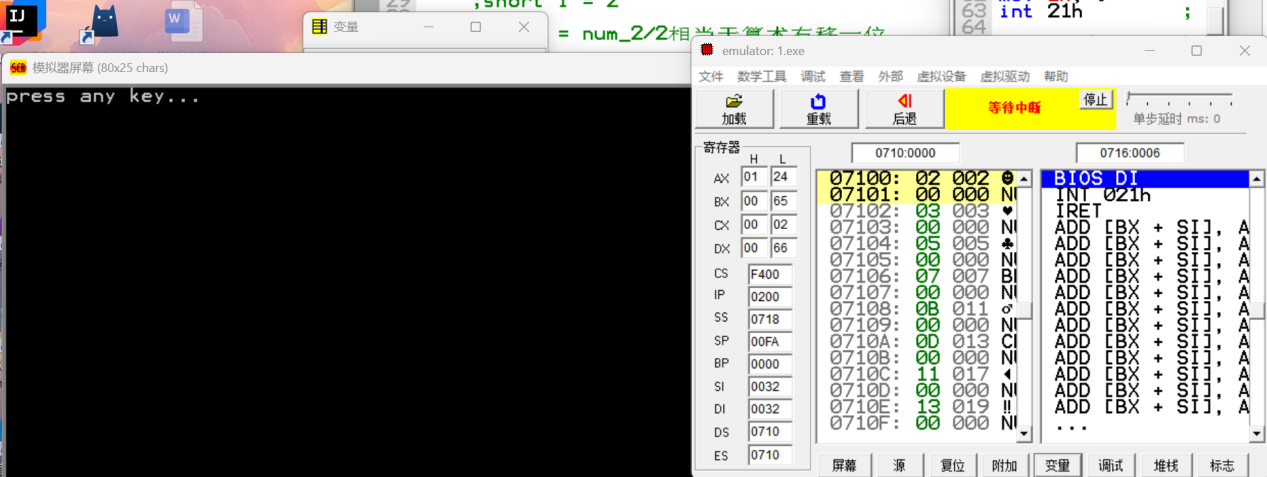 29
;short i = 2
63 int 21h ;
64
变量
= num_2/2相当于算术右移一位
IJ
W
SCR 模拟器屏幕 (80x25 chars)
press any key...
emulator: 1.exe
文件 数学工具 调试 查看 外部 虚拟设备 虚拟驱动 帮助
加载 重载 后退 等待中断 停止 单步延时 ms: 0
寄存器
H L
AX 01 24
BX 00 65
CX 00 02
DX 00 66
CS F400
IP 0200
SS 0718
SP 00FA
BP 0000
SI 0032
DI 0032
DS 0710
ES 0710
0710:0000
07100: 02 002 ☻
07101: 00 000 NU
07102: 03 003 ♥
07103: 00 000 NU
07104: 05 005 ♣
07105: 00 000 NU
07106: 07 007 BE
07107: 00 000 NU
07108: 0B 011 ♂
07109: 00 000 NU
0710A: 0D 013 CR
0710B: 00 000 NU
0710C: 11 017 ◄
0710D: 00 000 NU
0710E: 13 019 ‼
0710F: 00 000 NU
0716:0006
BIOS DI
INT 021h
IRET
ADD [BX + SI], A
ADD [BX + SI], A
ADD [BX + SI], A
ADD [BX + SI], A
ADD [BX + SI], A
ADD [BX + SI], A
ADD [BX + SI], A
ADD [BX + SI], A
ADD [BX + SI], A
ADD [BX + SI], A
ADD [BX + SI], A
ADD [BX + SI], A
...
屏幕 源 复位 附加 变量 调试 堆栈 标志